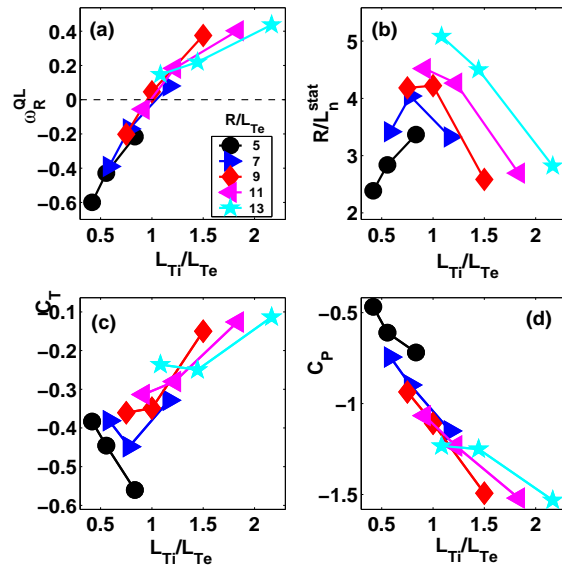 (a)
0.4
0.2
0
−0.2
−0.4
−0.6
ω_R^QL
R/L_Te
5
7
9
11
13
0.5 1 1.5 2
L_Ti/L_Te
(b)
5
4
3
2
R/L_n^stat
0.5 1 1.5 2
L_Ti/L_Te
(c)
−0.1
−0.2
−0.3
−0.4
−0.5
−0.6
C_T
0.5 1 1.5 2
L_Ti/L_Te
(d)
−0.5
−1
−1.5
C_P
0.5 1 1.5 2
L_Ti/L_Te